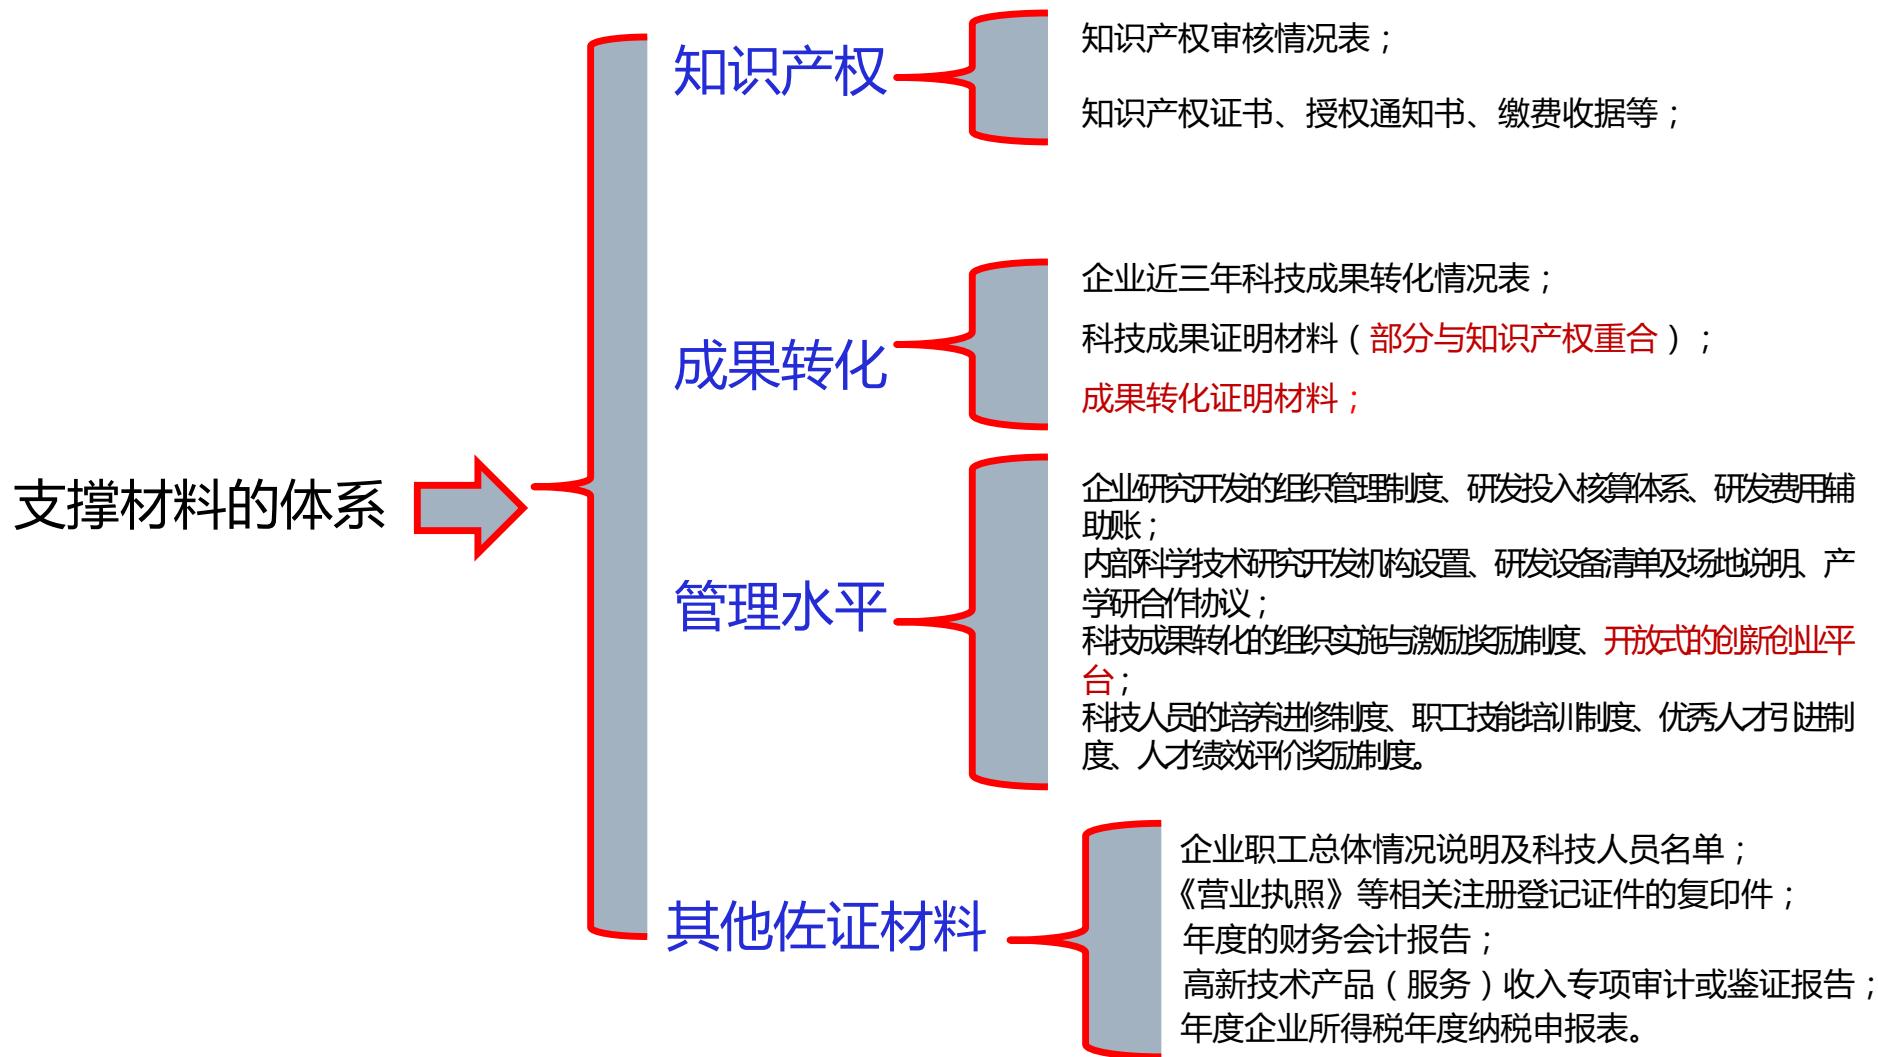 支撑材料的体系
知识产权
知识产权审核情况表；
知识产权证书、授权通知书、缴费收据等；
成果转化
企业近三年科技成果转化情况表；
科技成果证明材料（部分与知识产权重合）；
成果转化证明材料；
管理水平
企业研究开发的组织管理制度、研发投入核算体系、研发费用辅
助账；
内部科学技术研究开发机构设置、研发设备清单及场地说明、产
学研合作协议；
科技成果转化的组织实施与激励奖励制度、开放式的创新创业平
台；
科技人员的培养进修制度、职工技能培训制度、优秀人才引进制
度、人才绩效评价奖励制度。
其他佐证材料
企业职工总体情况说明及科技人员名单；
《营业执照》等相关注册登记证件的复印件；
年度的财务会计报告；
高新技术产品（服务）收入专项审计或鉴证报告；
年度企业所得税年度纳税申报表。